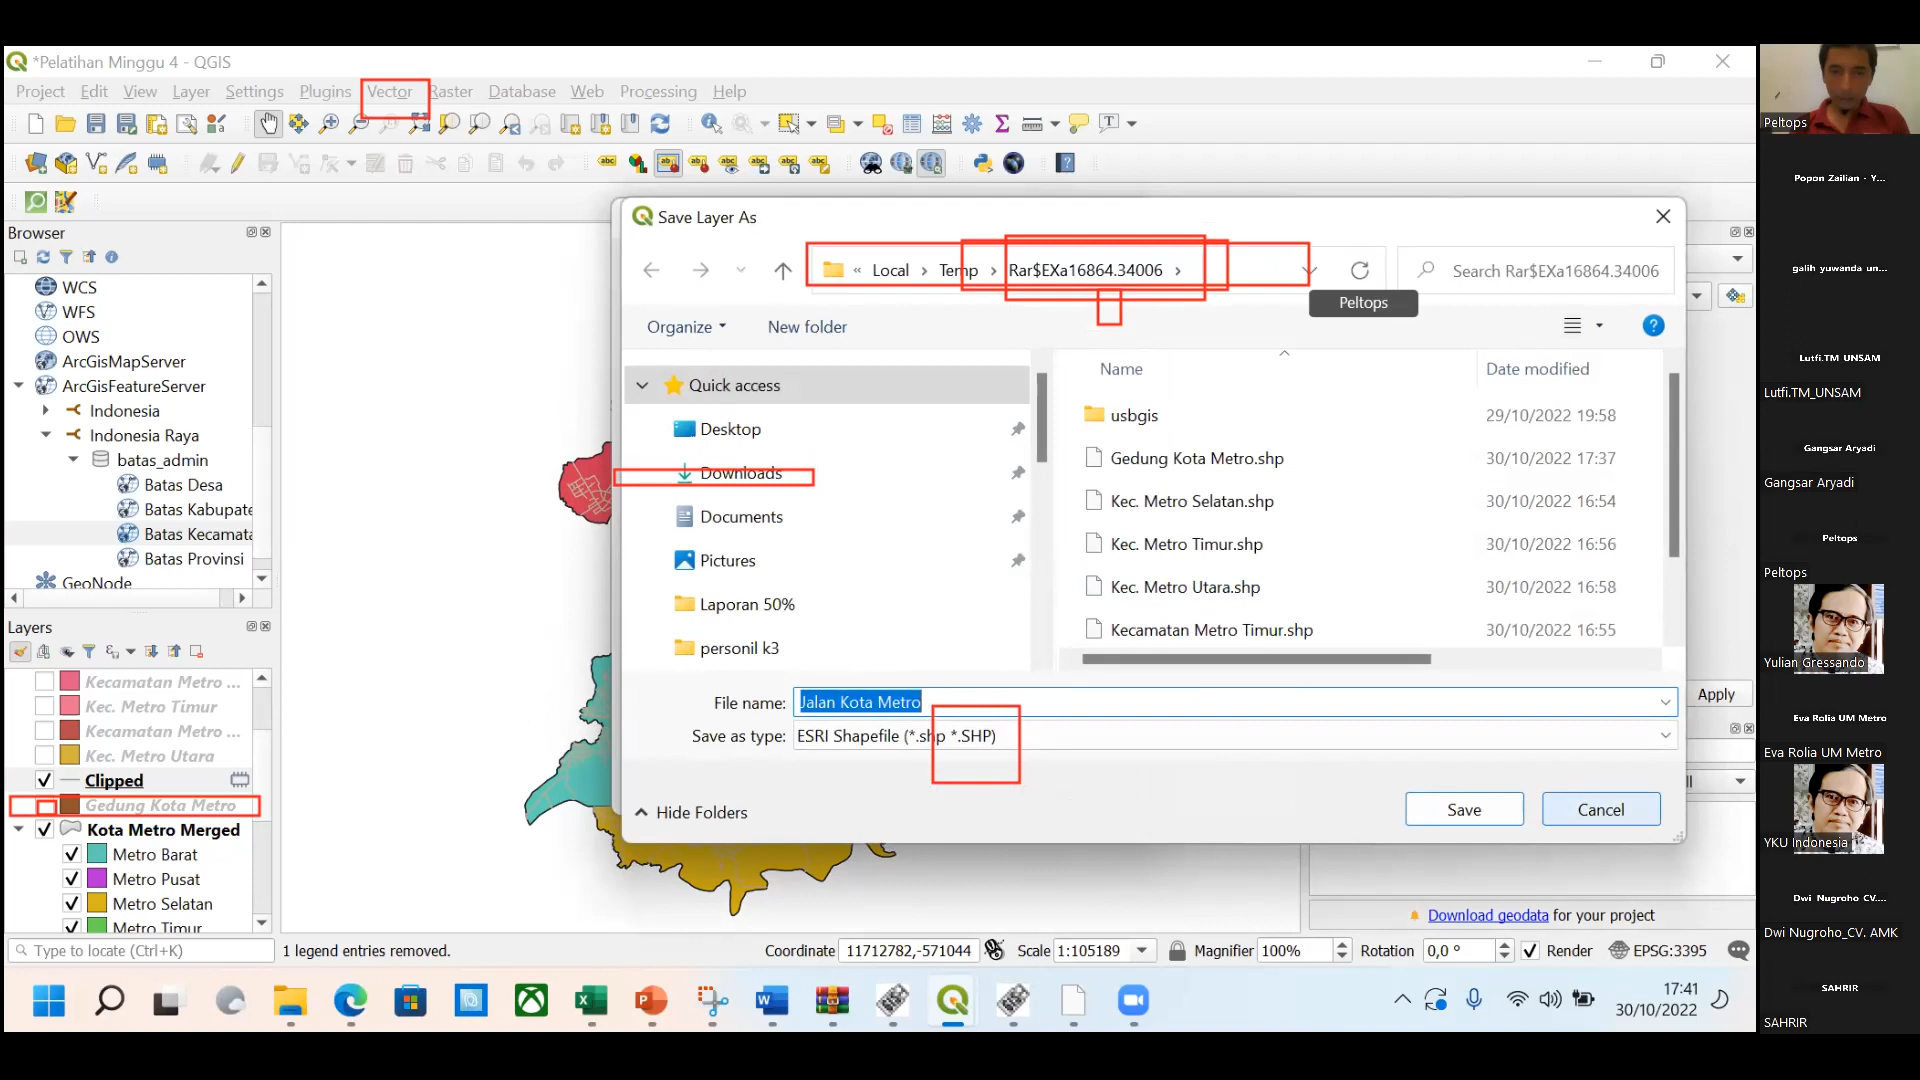 *Pelatihan Minggu 4 - QGIS
Project Edit View Layer Settings Plugins Vector Raster Database Web Processing Help
Browser
WCS
WFS
OWS
ArcGisMapServer
ArcGisFeatureServer
Indonesia
Indonesia Raya
batas_admin
Batas Desa
Batas Kabupate
Batas Kecamata
Batas Provinsi
GeoNode
Layers
Kecamatan Metro ...
Kec. Metro Timur
Kecamatan Metro ...
Kec. Metro Utara
Clipped
Gedung Kota Metro
Kota Metro Merged
Metro Barat
Metro Pusat
Metro Selatan
Metro Timur
Save Layer As
« Local › Temp › Rar$EXa16864.34006 ›
Search Rar$EXa16864.34006
Peltops
Organize New folder
Quick access
Desktop
Downloads
Documents
Pictures
Laporan 50%
personil k3
Name Date modified
usbgis 29/10/2022 19:58
Gedung Kota Metro.shp 30/10/2022 17:37
Kec. Metro Selatan.shp 30/10/2022 16:54
Kec. Metro Timur.shp 30/10/2022 16:56
Kec. Metro Utara.shp 30/10/2022 16:58
Kecamatan Metro Timur.shp 30/10/2022 16:55
File name: Jalan Kota Metro
Save as type: ESRI Shapefile (*.shp *.SHP)
Hide Folders Save Cancel
Apply
Download geodata for your project
Type to locate (Ctrl+K) 1 legend entries removed. Coordinate 11712782,-571044 Scale 1:105189 Magnifier 100% Rotation 0,0 ° Render EPSG:3395
17:41
30/10/2022
Peltops
Popon Zailian - Y...
galih yuwanda un...
Lutfi.TM UNSAM
Lutfi.TM_UNSAM
Gangsar Aryadi
Gangsar Aryadi
Peltops
Peltops
Yulian Gressando
Eva Rolia UM Metro
Eva Rolia UM Metro
YKU Indonesia
Dwi Nugroho CV....
Dwi Nugroho_CV. AMK
SAHRIR
SAHRIR